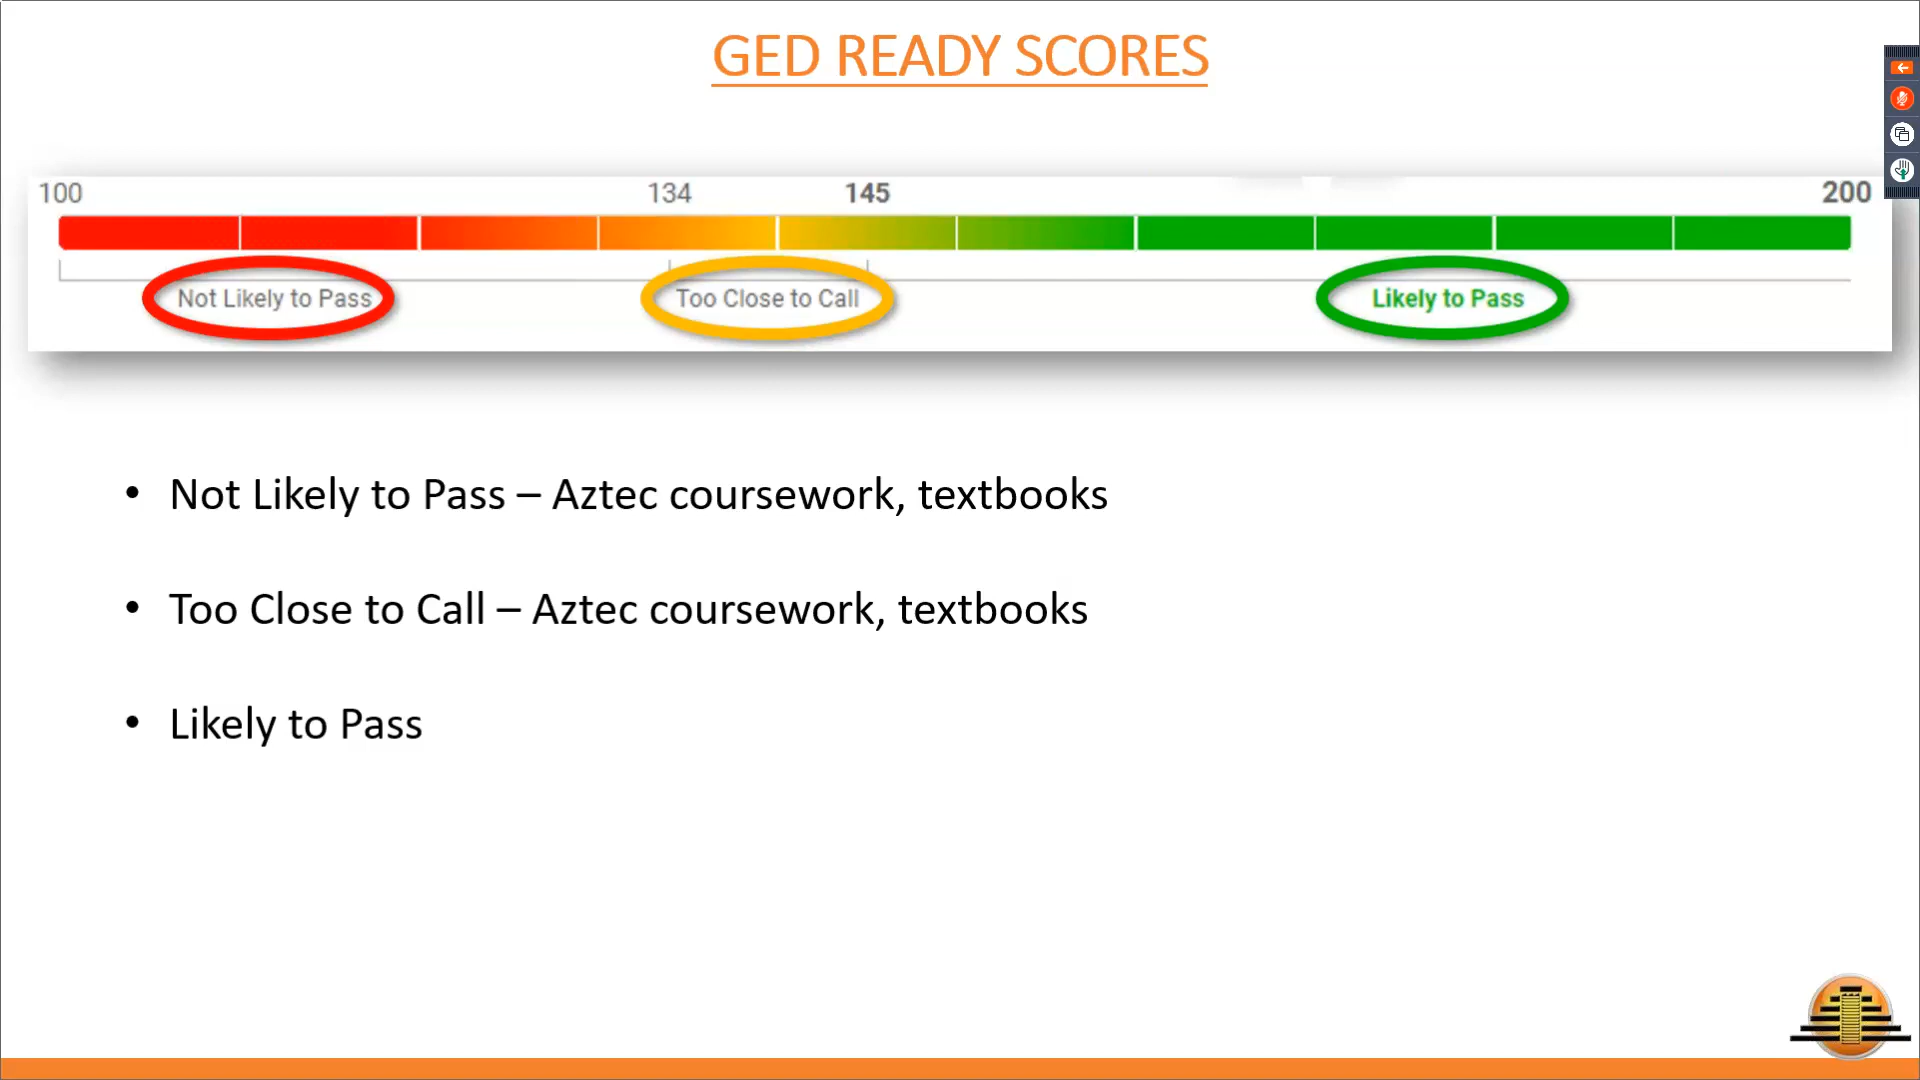 GED READY SCORES
100 134 145 200
Not Likely to Pass Too Close to Call Likely to Pass
• Not Likely to Pass – Aztec coursework, textbooks
• Too Close to Call – Aztec coursework, textbooks
• Likely to Pass